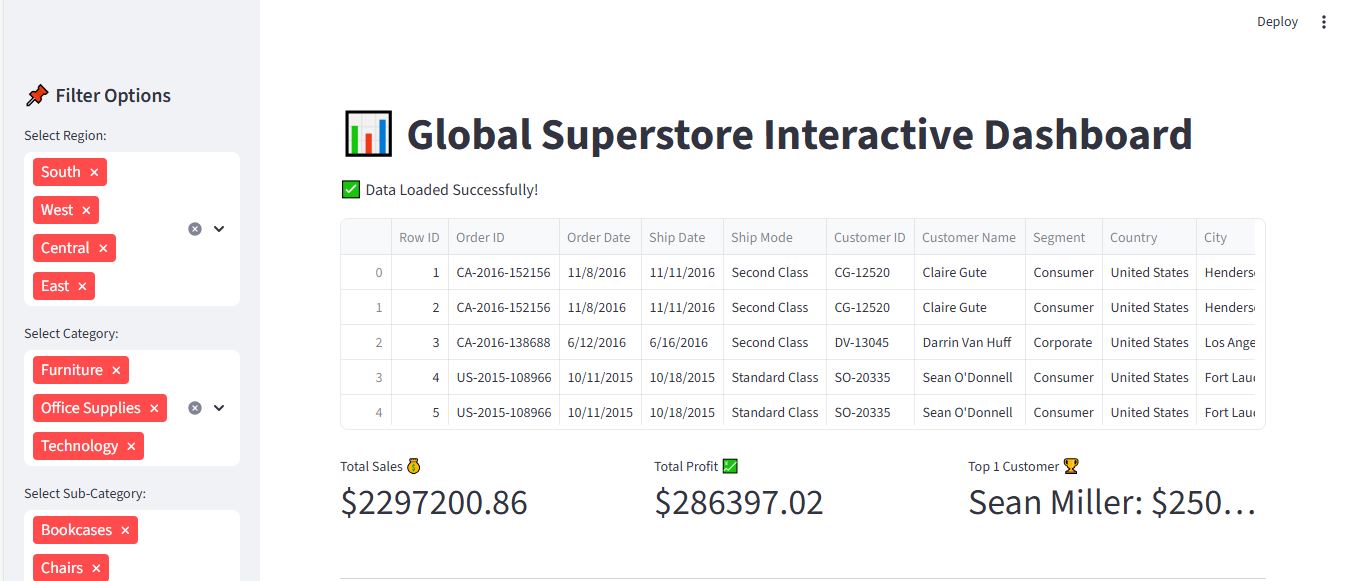 Deploy
Filter Options
Select Region:
South ×
West ×
Central ×
East ×
Select Category:
Furniture ×
Office Supplies ×
Technology ×
Select Sub-Category:
Bookcases ×
Chairs ×
Global Superstore Interactive Dashboard
Data Loaded Successfully!
Row ID Order ID Order Date Ship Date Ship Mode Customer ID Customer Name Segment Country City
0 1 CA-2016-152156 11/8/2016 11/11/2016 Second Class CG-12520 Claire Gute Consumer United States Henders
1 2 CA-2016-152156 11/8/2016 11/11/2016 Second Class CG-12520 Claire Gute Consumer United States Henders
2 3 CA-2016-138688 6/12/2016 6/16/2016 Second Class DV-13045 Darrin Van Huff Corporate United States Los Ange
3 4 US-2015-108966 10/11/2015 10/18/2015 Standard Class SO-20335 Sean O'Donnell Consumer United States Fort Lau
4 5 US-2015-108966 10/11/2015 10/18/2015 Standard Class SO-20335 Sean O'Donnell Consumer United States Fort Lau
Total Sales Total Profit Top 1 Customer
$2297200.86 $286397.02 Sean Miller: $250…